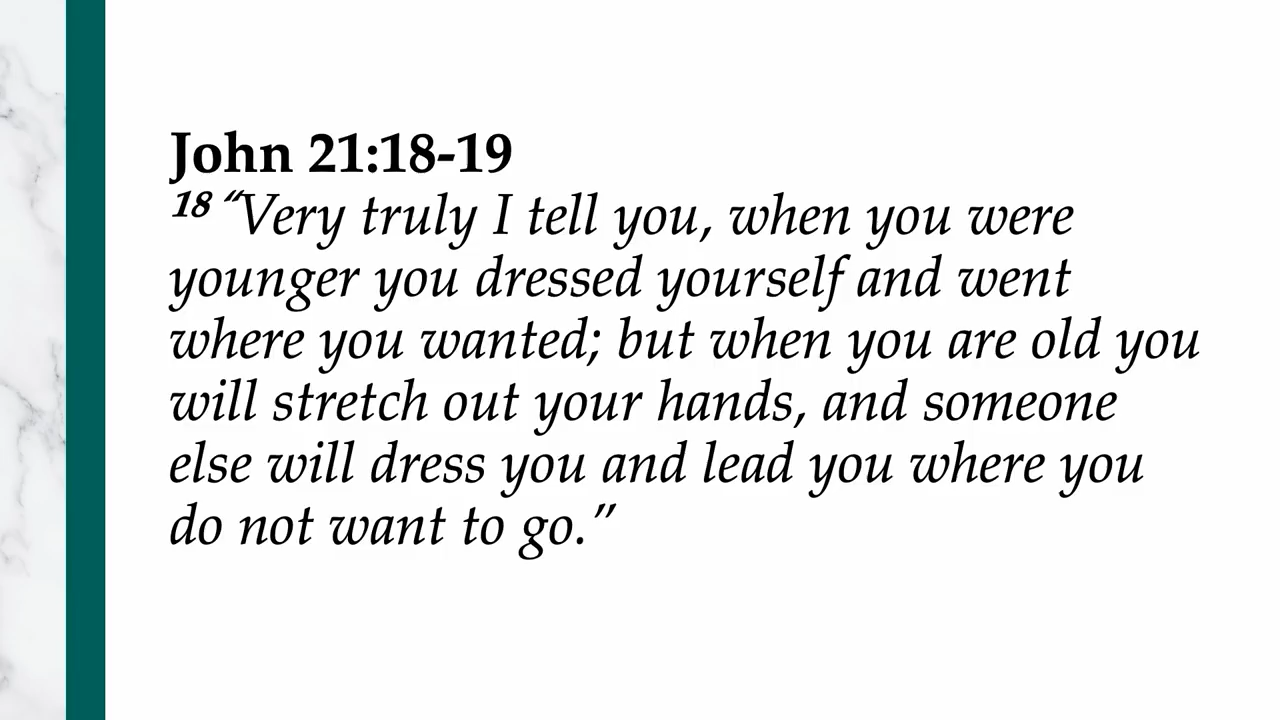 John 21:18-19
18 “Very truly I tell you, when you were
younger you dressed yourself and went
where you wanted; but when you are old you
will stretch out your hands, and someone
else will dress you and lead you where you
do not want to go.”